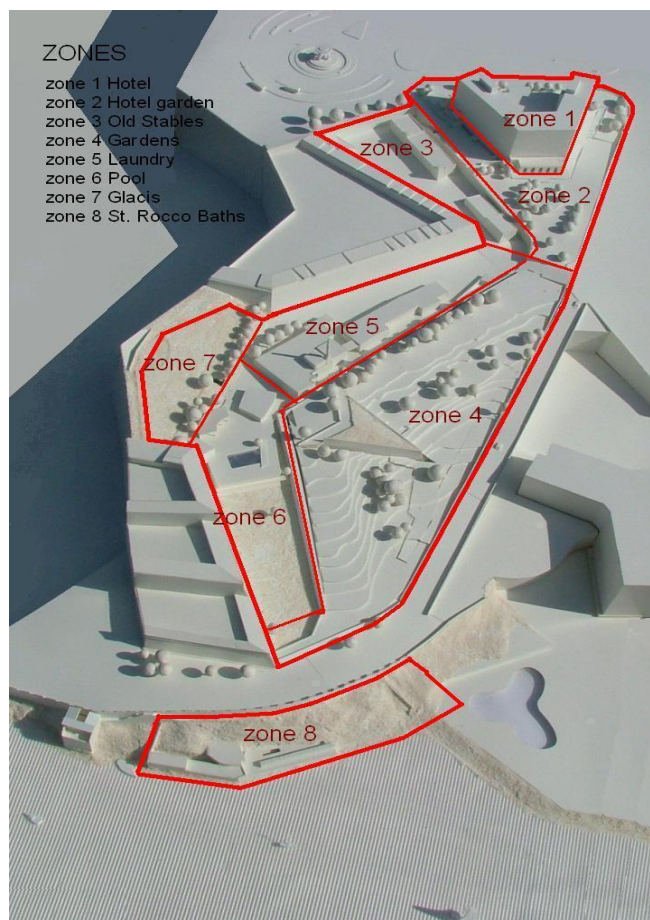 ZONES
zone 1 Hotel
zone 2 Hotel garden
zone 3 Old Stables
zone 4 Gardens
zone 5 Laundry
zone 6 Pool
zone 7 Glacis
zone 8 St. Rocco Baths
zone 1
zone 3
zone 2
zone 5
zone 7
zone 4
zone 6
zone 8